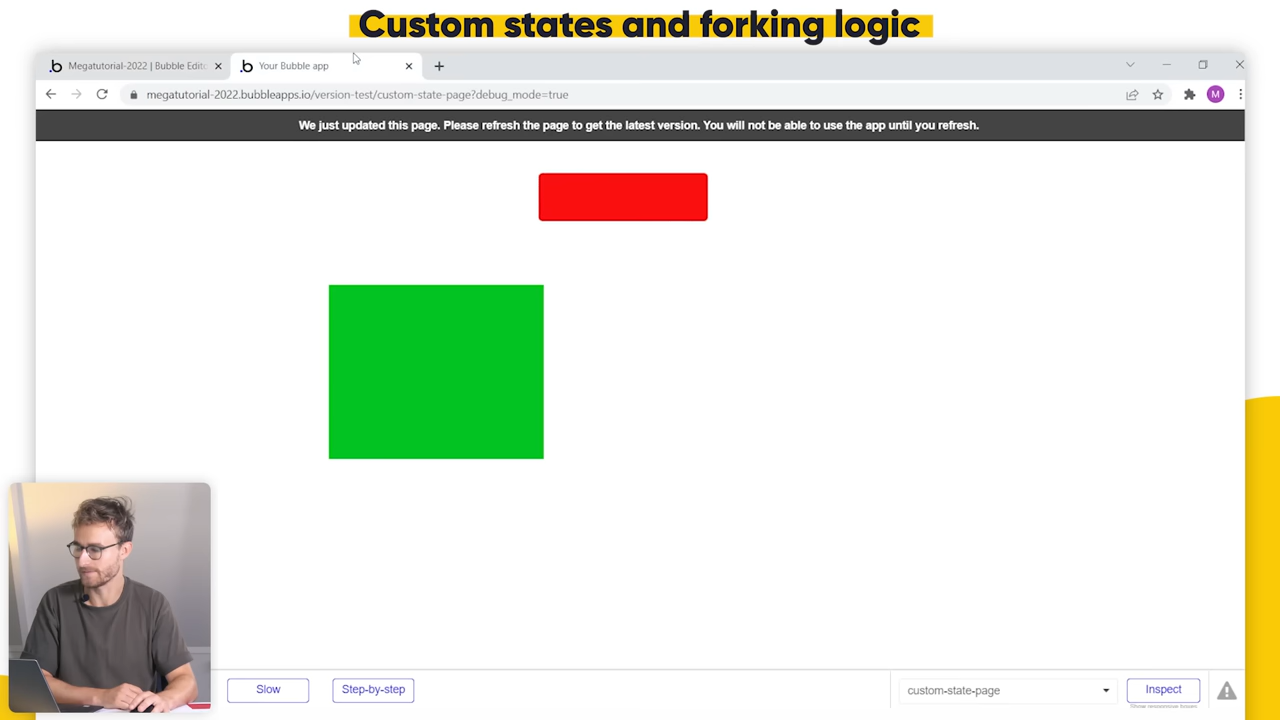 Custom states and forking logic
Megatutorial-2022 | Bubble Edito
Your Bubble app
megatutorial-2022.bubbleapps.io/version-test/custom-state-page?debug_mode=true
M
We just updated this page. Please refresh the page to get the latest version. You will not be able to use the app until you refresh.
Slow
Step-by-step
custom-state-page
Inspect